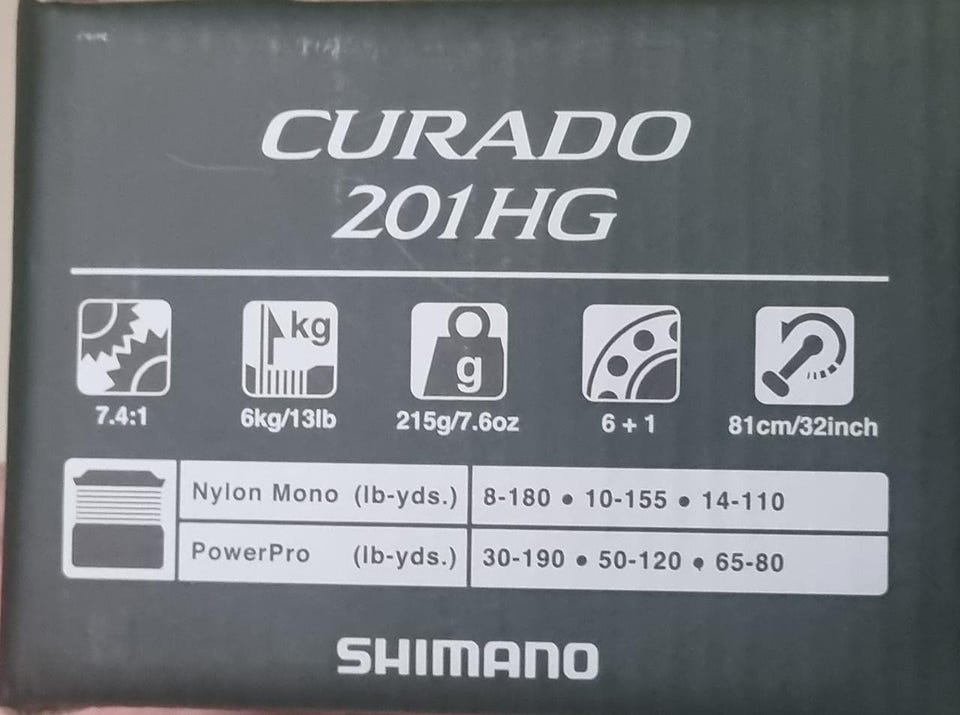 CURADO
201HG
kg
g
7.4:1 6kg/13lb 215g/7.6oz 6+1 81cm/32inch
Nylon Mono (lb-yds.) 8-180 • 10-155 • 14-110
PowerPro (lb-yds.) 30-190 • 50-120 • 65-80
SHIMANO